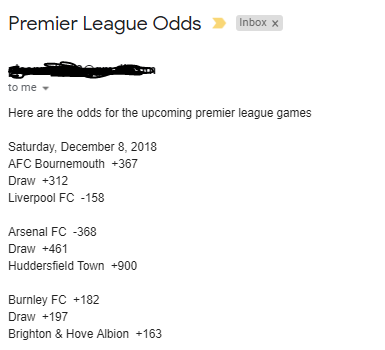 Premier League Odds Inbox x
to me
Here are the odds for the upcoming premier league games
Saturday, December 8, 2018
AFC Bournemouth +367
Draw +312
Liverpool FC -158
Arsenal FC -368
Draw +461
Huddersfield Town +900
Burnley FC +182
Draw +197
Brighton & Hove Albion +163